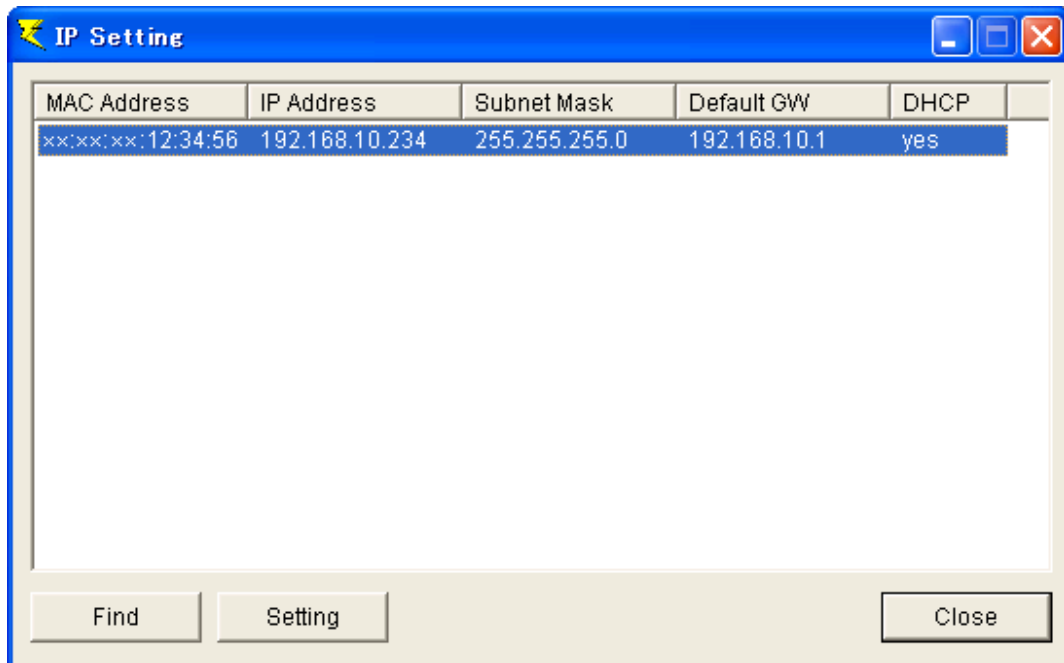 IP Setting
MAC Address IP Address Subnet Mask Default GW DHCP
xx:xx:xx:12:34:56 192.168.10.234 255.255.255.0 192.168.10.1 yes
Find Setting Close